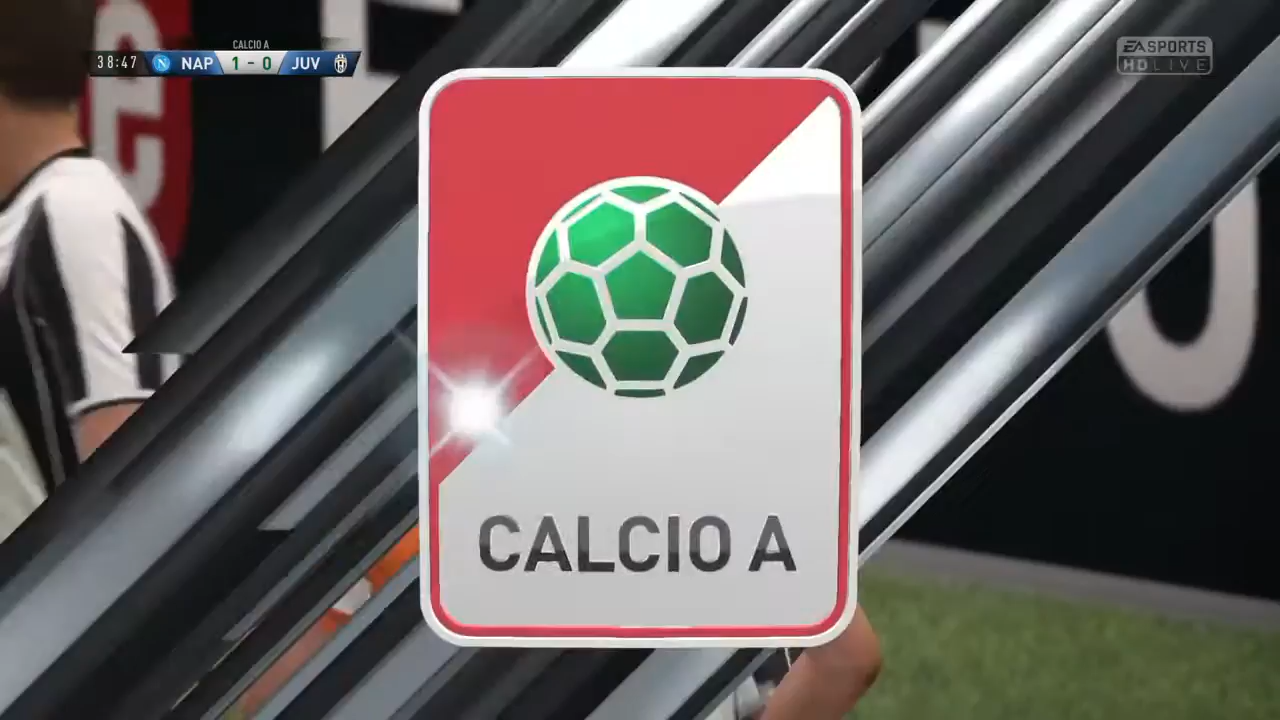 CALCIO A
38:47 NAP 1 - 0 JUV
EA SPORTS
HD LIVE
CALCIO A